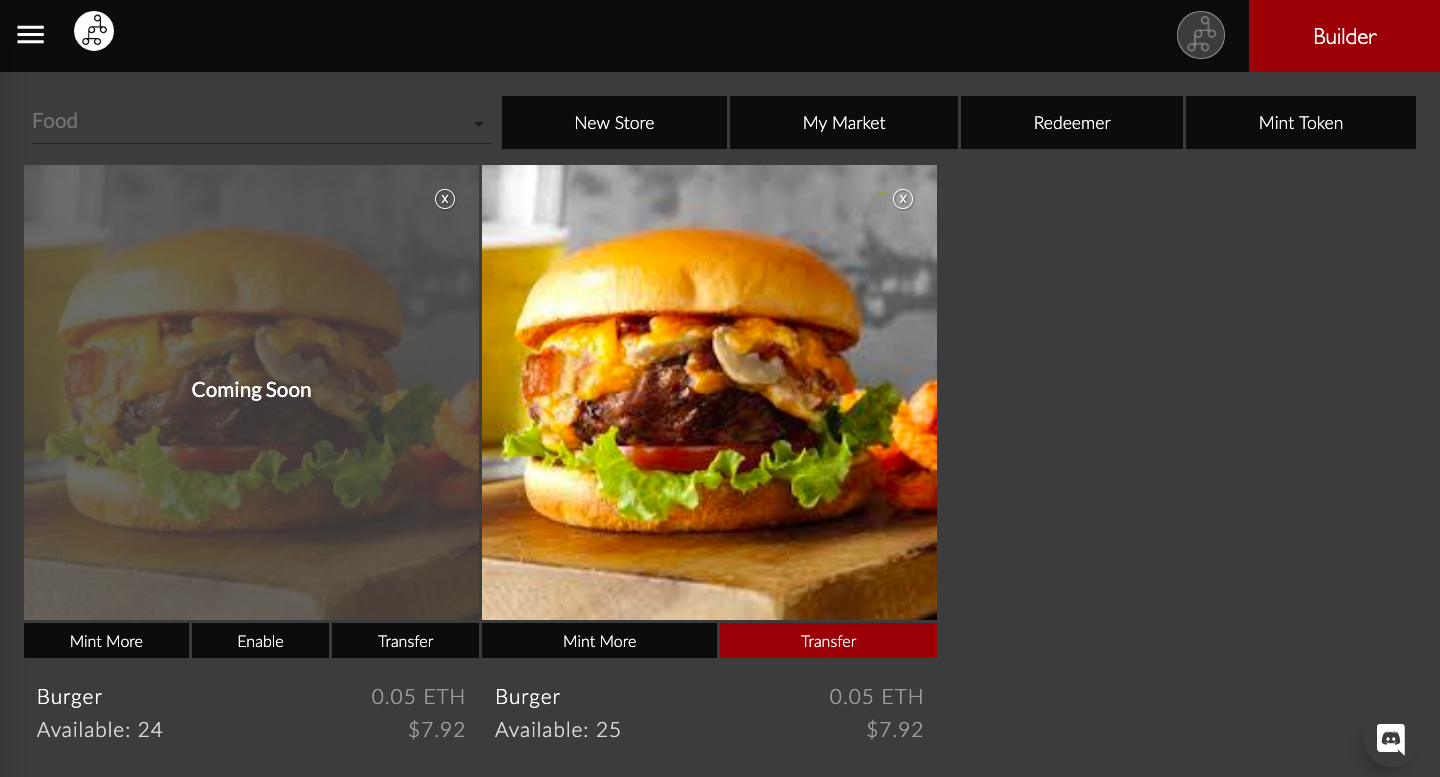 Builder
Food
New Store
My Market
Redeemer
Mint Token
X
X
Coming Soon
Mint More
Enable
Transfer
Mint More
Transfer
Burger
0.05 ETH
Available: 24
$7.92
Burger
0.05 ETH
Available: 25
$7.92